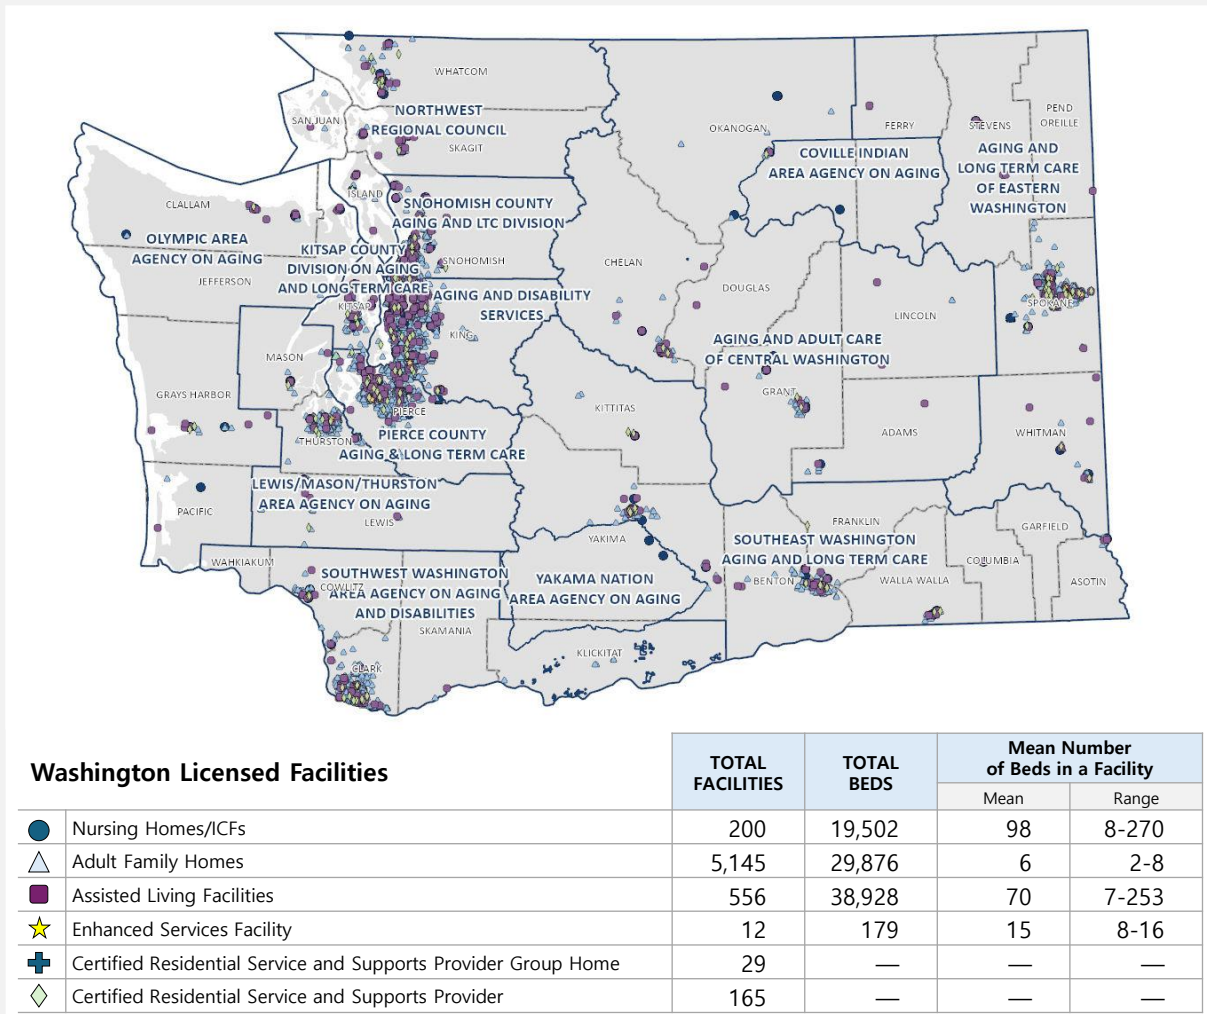 WHATCOM
NORTHWEST
REGIONAL COUNCIL
SAN JUAN
SKAGIT
OKANOGAN
FERRY
STEVENS
PEND
OREILLE
COVILLE INDIAN
AREA AGENCY ON AGING
AGING AND
LONG TERM CARE
OF EASTERN
WASHINGTON
ISLAND
CLALLAM
SNOHOMISH COUNTY
AGING AND LTC DIVISION
OLYMPIC AREA
AGENCY ON AGING
KITSAP COUNTY
DIVISION ON AGING
AND LONG TERM CARE
SNOHOMISH
CHELAN
JEFFERSON
DOUGLAS
AGING AND DISABILITY
SERVICES
KITSAP
KING
LINCOLN
SPOKANE
AGING AND ADULT CARE
OF CENTRAL WASHINGTON
MASON
GRAYS HARBOR
GRANT
KITTITAS
PIERCE
ADAMS
WHITMAN
THURSTON
PIERCE COUNTY
AGING & LONG TERM CARE
LEWIS/MASON/THURSTON
AREA AGENCY ON AGING
PACIFIC
LEWIS
YAKIMA
FRANKLIN
GARFIELD
SOUTHEAST WASHINGTON
AGING AND LONG TERM CARE
WAHKIAKUM
COWLITZ
SOUTHWEST WASHINGTON
AREA AGENCY ON AGING
AND DISABILITIES
YAKAMA NATION
AREA AGENCY ON AGING
BENTON
WALLA WALLA
COLUMBIA
ASOTIN
SKAMANIA
KLICKITAT
CLARK
Washington Licensed Facilities
TOTAL
FACILITIES
TOTAL
BEDS
Mean Number
of Beds in a Facility
Mean Range
Nursing Homes/ICFs 200 19,502 98 8-270
Adult Family Homes 5,145 29,876 6 2-8
Assisted Living Facilities 556 38,928 70 7-253
Enhanced Services Facility 12 179 15 8-16
Certified Residential Service and Supports Provider Group Home 29 — — —
Certified Residential Service and Supports Provider 165 — — —